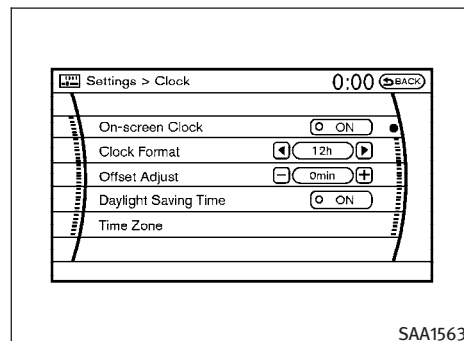 Settings > Clock 0:00 BACK
On-screen Clock ON
Clock Format 12h
Offset Adjust 0min
Daylight Saving Time ON
Time Zone
SAA1563